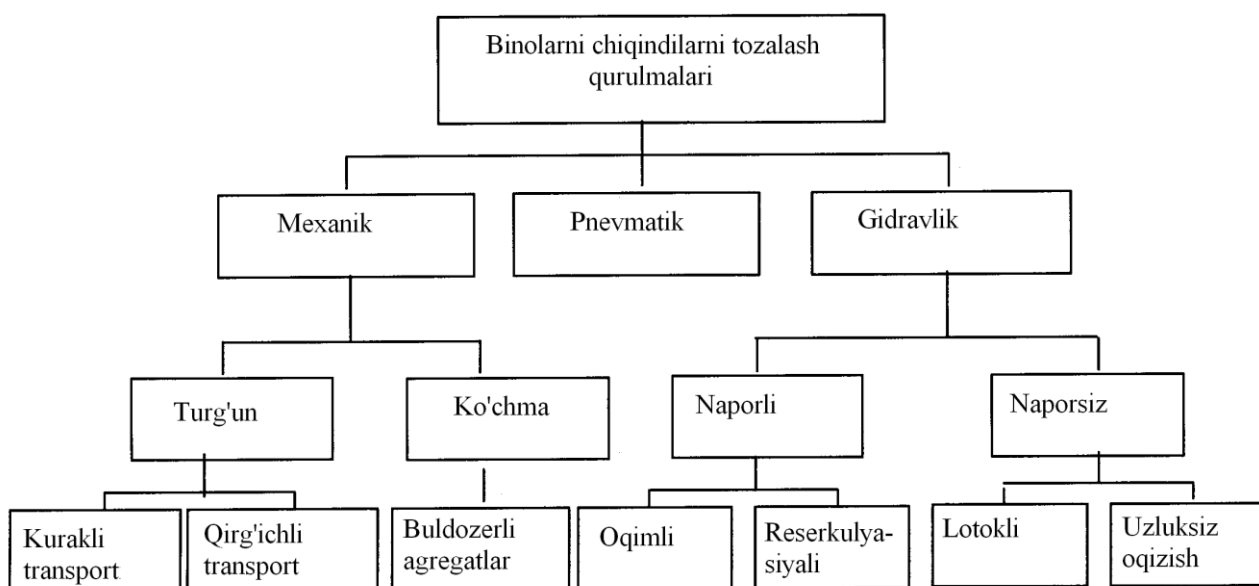 Binolarni chiqindilarni tozalash
qurulmalari
Mexanik
Pnevmatik
Gidravlik
Turg'un
Ko'chma
Naporli
Naporsiz
Kurakli
transport
Qirg'ichli
transport
Buldozerli
agregatlar
Oqimli
Reserkulya-
siyali
Lotokli
Uzluksiz
oqizish